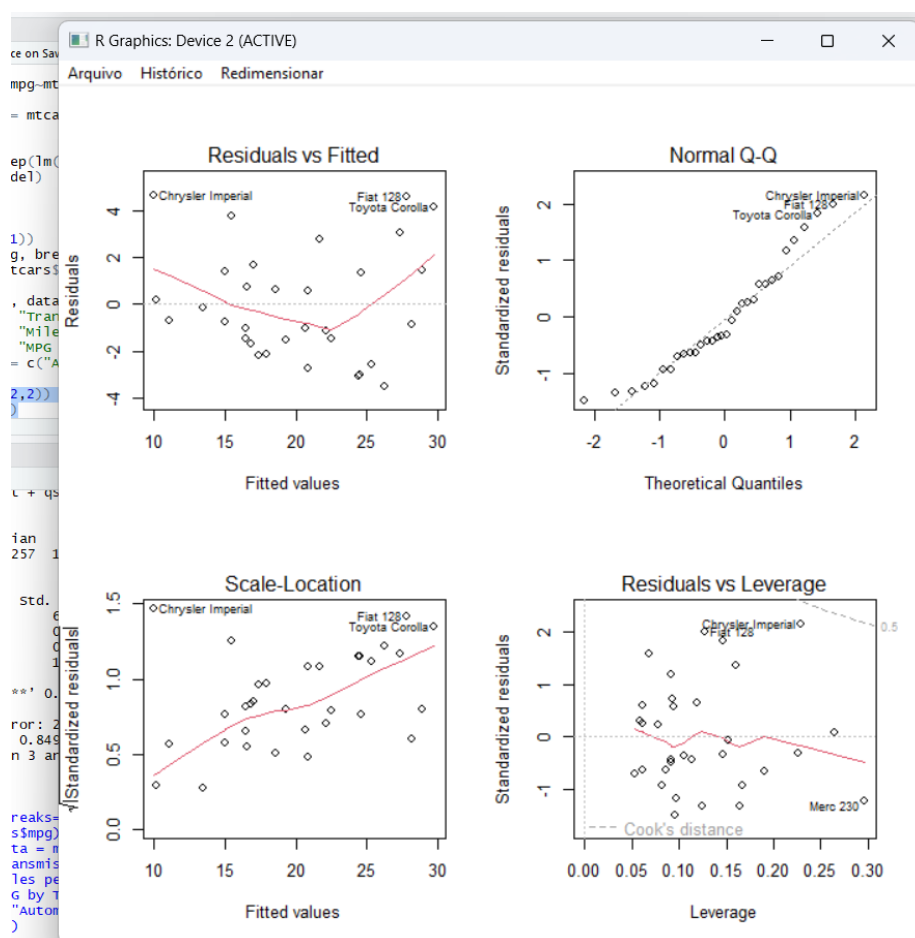 R Graphics: Device 2 (ACTIVE)
Arquivo Histórico Redimensionar
ce on Sav
mpg~mt
= mtca
ep(lm(
del)
1))
g, bre
tcars$
, data
"Tran
"Mile
"MPG
= c("A
2,2))
)
t + qs
ian
257 1
Std.
6
0
0
1
**’ 0.
ror: 2
0.849
n 3 an
reaks=
s$mpg)
ta = m
ansmis
les pe
G by T
"Autom
)
Residuals vs Fitted
Residuals
4
2
0
-2
-4
Chrysler Imperial
Fiat 128
Toyota Corolla
10 15 20 25 30
Fitted values
Normal Q-Q
Standardized residuals
2
1
0
-1
Chrysler Imperial
Fiat 128
Toyota Corolla
-2 -1 0 1 2
Theoretical Quantiles
Scale-Location
√|Standardized residuals|
1.5
1.0
0.5
0.0
Chrysler Imperial
Fiat 128
Toyota Corolla
10 15 20 25 30
Fitted values
Residuals vs Leverage
Standardized residuals
2
1
0
-1
Chrysler Imperial
Fiat 128
0.5
Merc 230
Cook's distance
0.00 0.05 0.10 0.15 0.20 0.25 0.30
Leverage